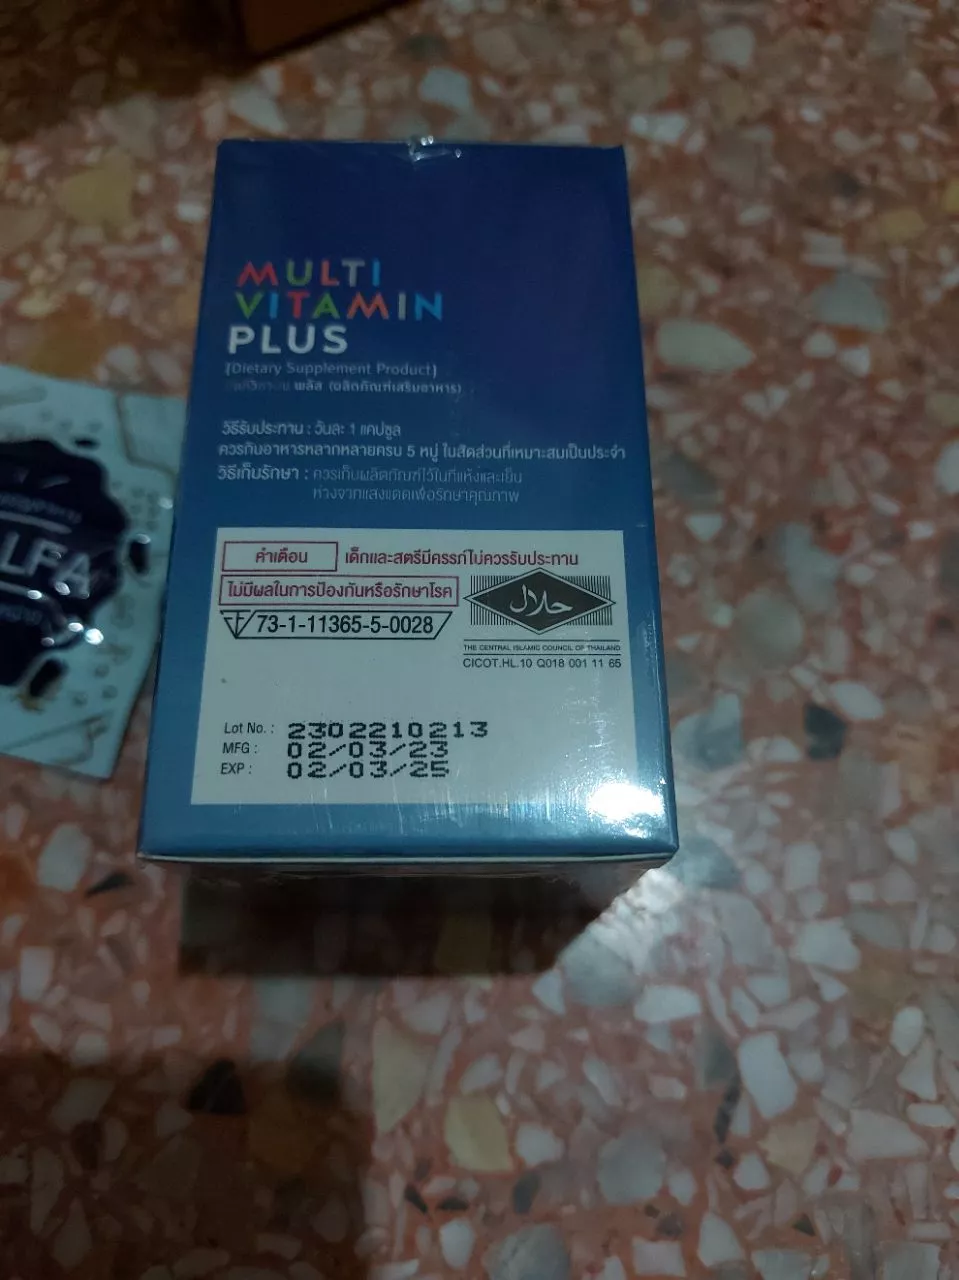 MULTI
VITAMIN
PLUS
(Dietary Supplement Product)
พลัส (ผลิตภัณฑ์เสริมอาหาร)
วิธีรับประทาน : วันละ 1 แคปซูล
ควรกินอาหารหลากหลายครบ 5 หมู่ ในสัดส่วนที่เหมาะสมเป็นประจำ
วิธีเก็บรักษา : ควรเก็บผลิตภัณฑ์ไว้ในที่แห้งและเย็น
ห่างจากแสงแดดเพื่อรักษาคุณภาพ
คำเตือน เด็กและสตรีมีครรภ์ไม่ควรรับประทาน
ไม่มีผลในการป้องกันหรือรักษาโรค
حلال
73-1-11365-5-0028
THE CENTRAL ISLAMIC COUNCIL OF THAILAND
CICOT.HL.10 Q018 001 11 65
Lot No. : 2302210213
MFG : 02/03/23
EXP : 02/03/25
LFA